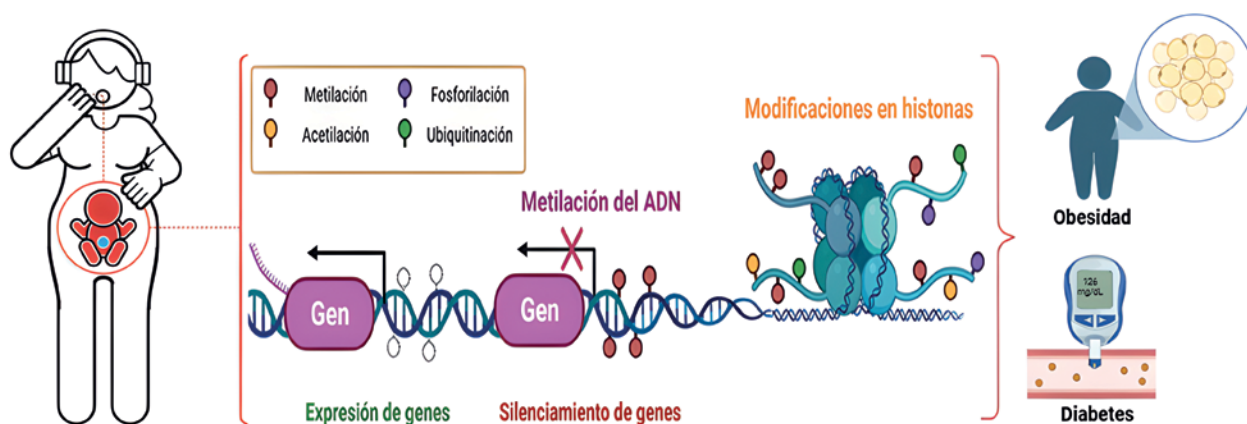 Metilación
Fosforilación
Acetilación
Ubiquitinación
Modificaciones en histonas
Metilación del ADN
Gen
Gen
Expresión de genes
Silenciamiento de genes
Obesidad
126
mg/dL
Diabetes